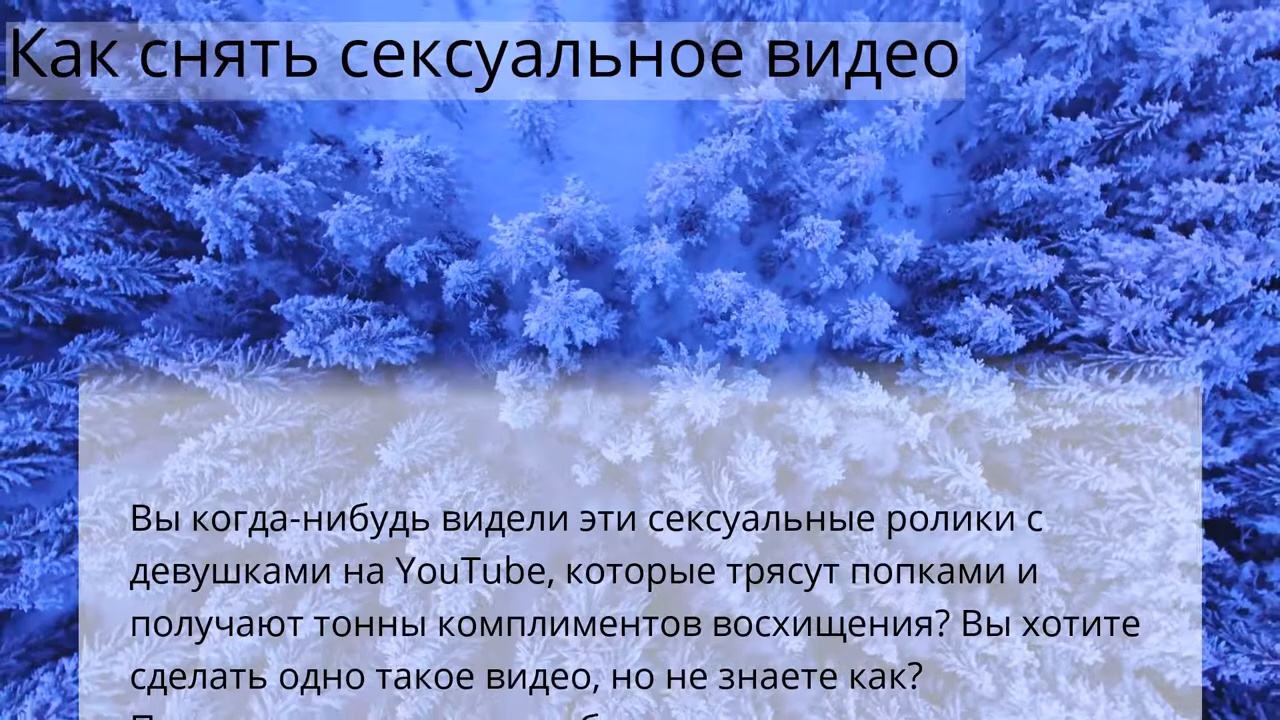 Как снять сексуальное видео
Вы когда-нибудь видели эти сексуальные ролики с
девушками на YouTube, которые трясут попками и
получают тонны комплиментов восхищения? Вы хотите
сделать одно такое видео, но не знаете как?